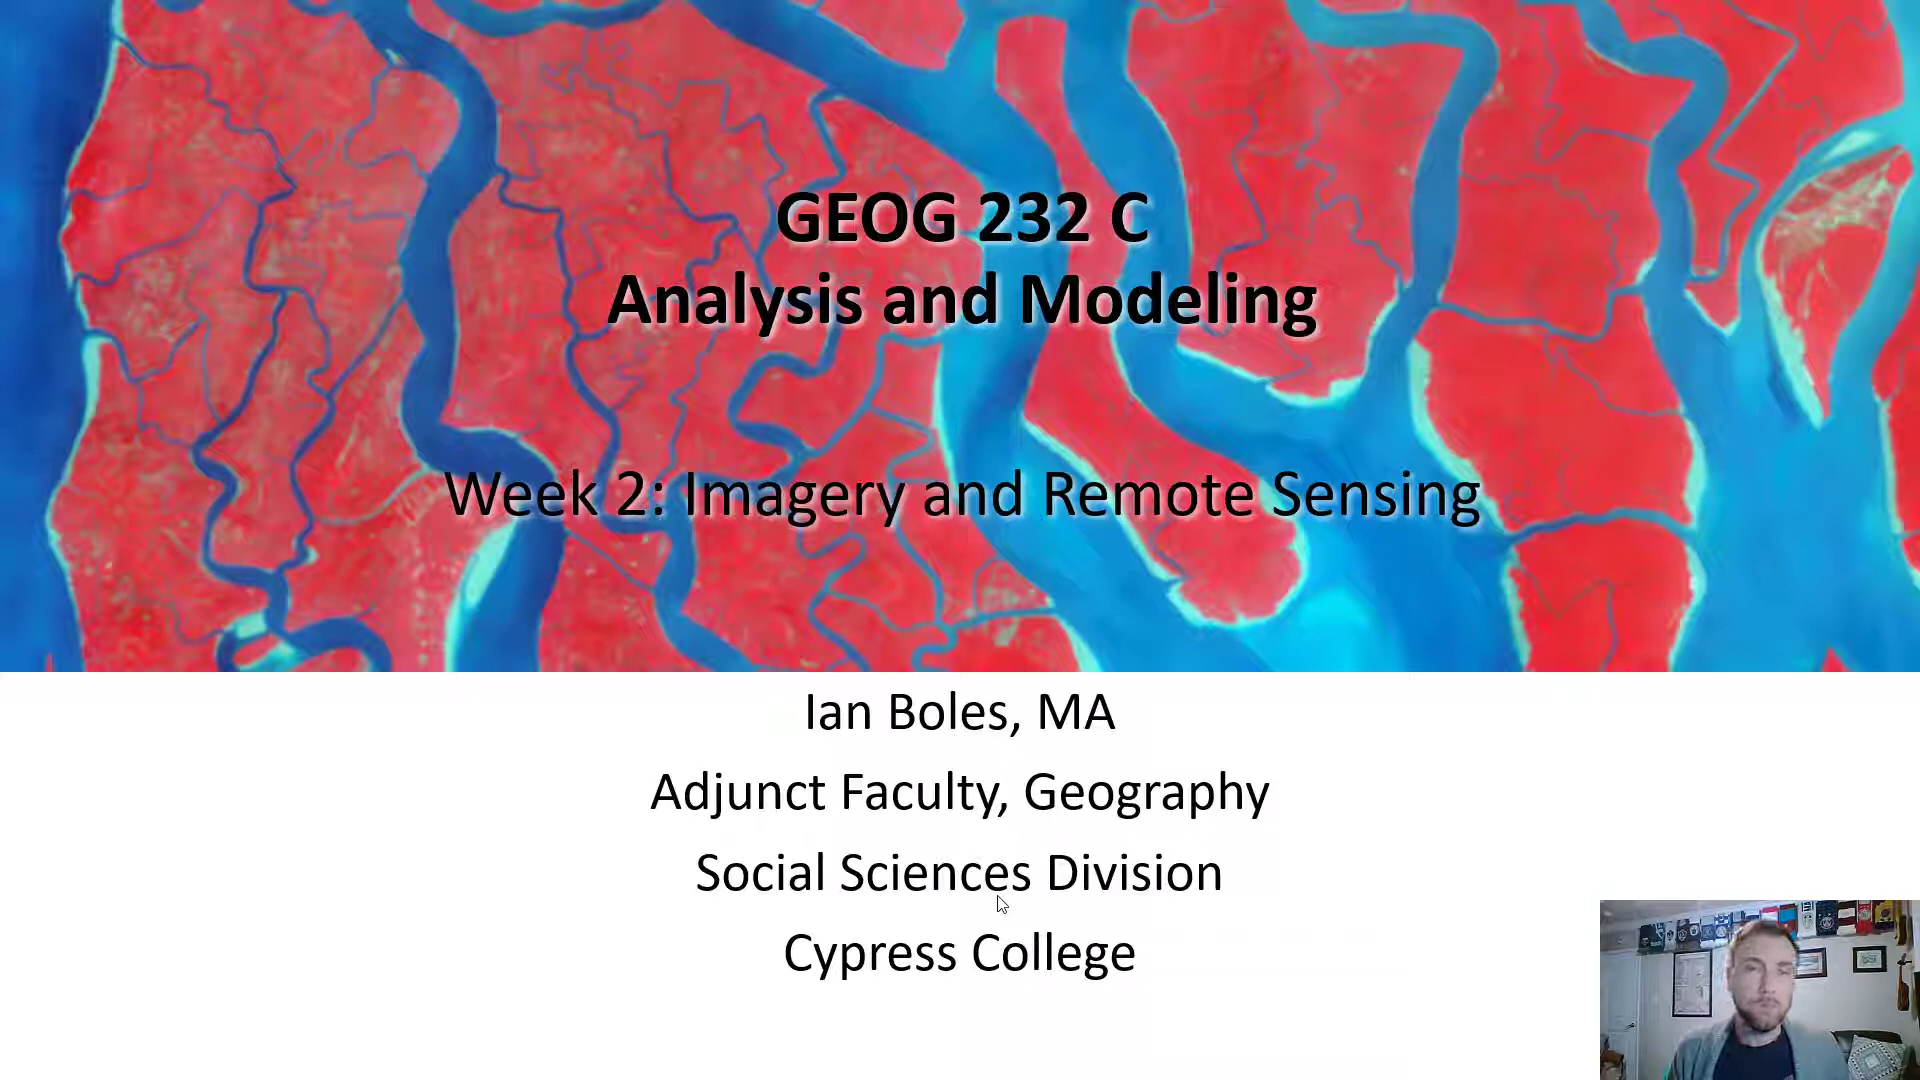 GEOG 232 C
Analysis and Modeling
Week 2: Imagery and Remote Sensing
Ian Boles, MA
Adjunct Faculty, Geography
Social Sciences Division
Cypress College